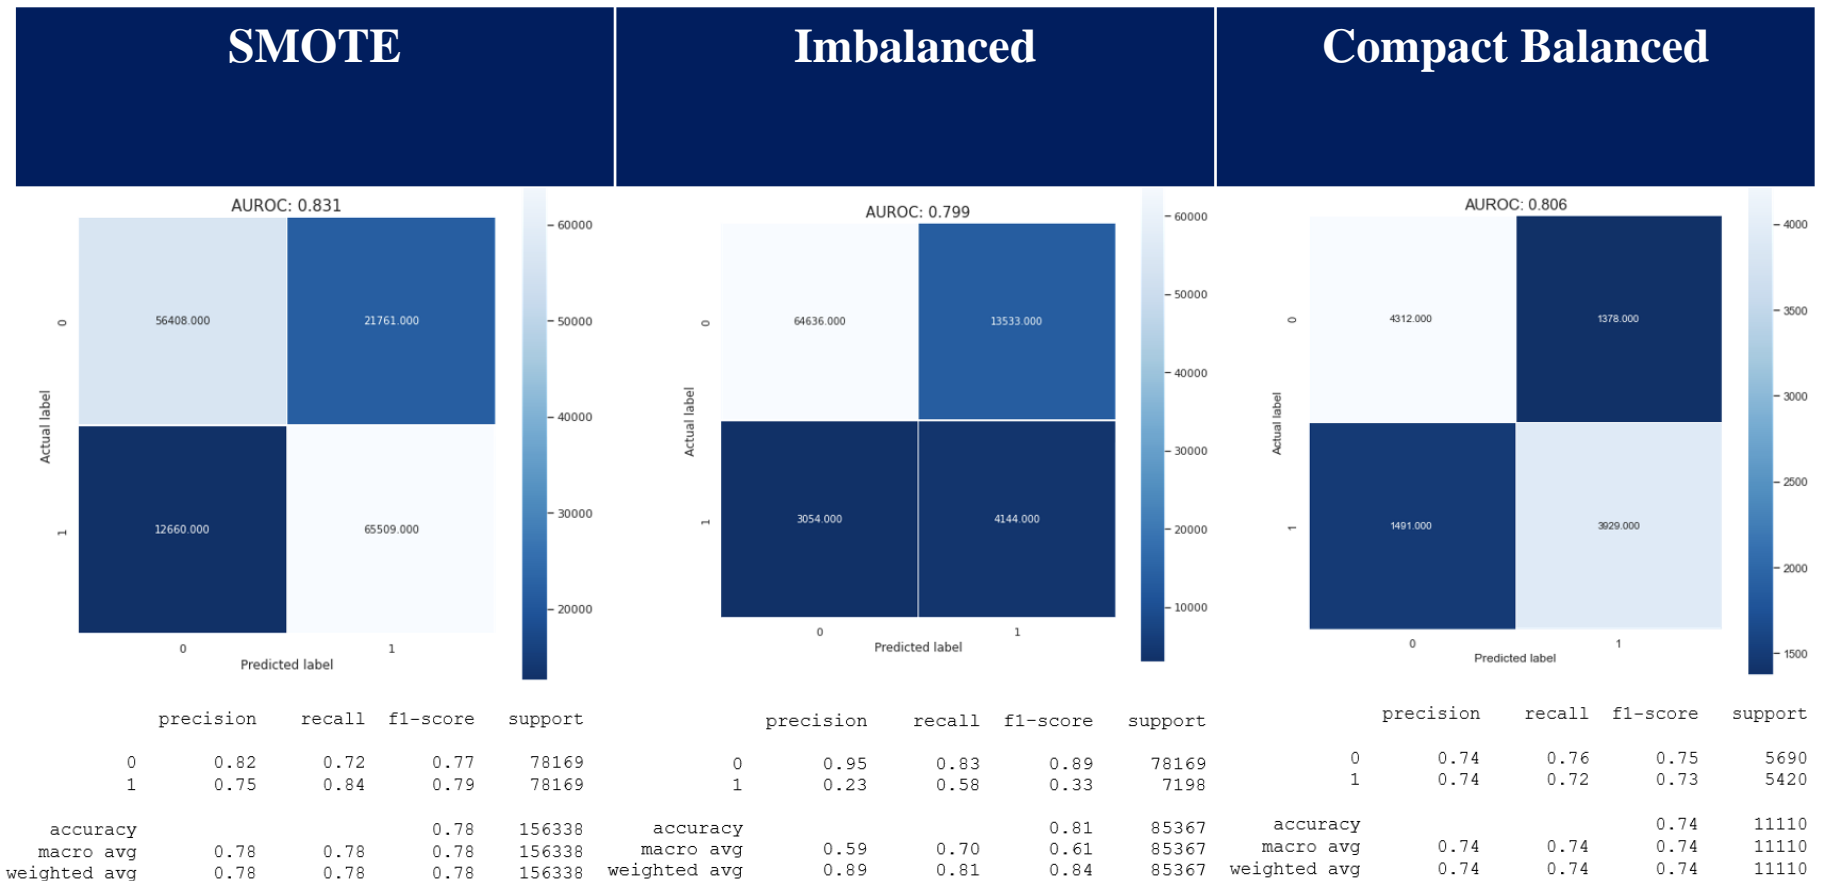 SMOTE
Imbalanced
Compact Balanced
AUROC: 0.831
60000
50000
40000
30000
20000
0
1
Actual label
56408.000
21761.000
12660.000
65509.000
0
1
Predicted label
precision recall f1-score support
0 0.82 0.72 0.77 78169
1 0.75 0.84 0.79 78169
accuracy 0.78 156338
macro avg 0.78 0.78 0.78 156338
weighted avg 0.78 0.78 0.78 156338
AUROC: 0.799
60000
50000
40000
30000
20000
10000
0
1
Actual label
64636.000
13533.000
3054.000
4144.000
0
1
Predicted label
precision recall f1-score support
0 0.95 0.83 0.89 78169
1 0.23 0.58 0.33 7198
accuracy 0.81 85367
macro avg 0.59 0.70 0.61 85367
weighted avg 0.89 0.81 0.84 85367
AUROC: 0.806
4000
3500
3000
2500
2000
1500
0
1
Actual label
4312.000
1378.000
1491.000
3929.000
0
1
Predicted label
precision recall f1-score support
0 0.74 0.76 0.75 5690
1 0.74 0.72 0.73 5420
accuracy 0.74 11110
macro avg 0.74 0.74 0.74 11110
weighted avg 0.74 0.74 0.74 11110